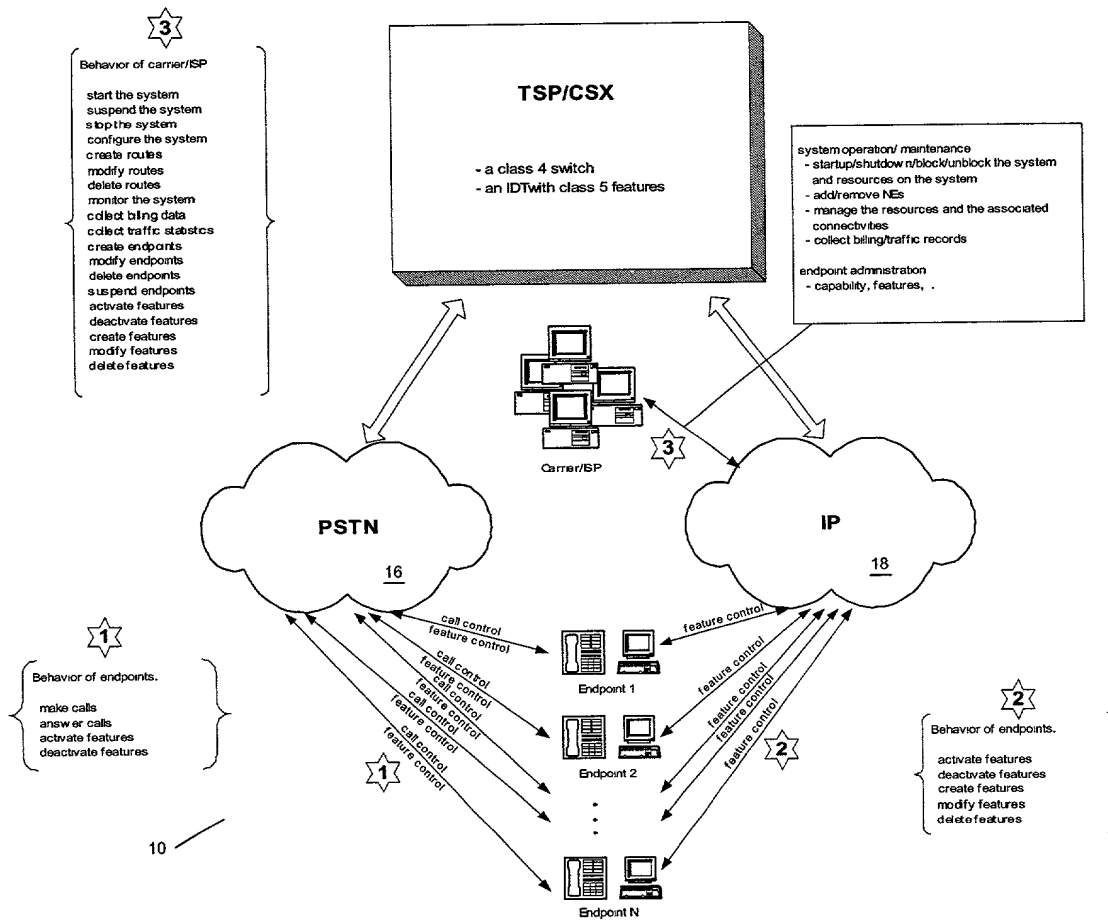 3
Behavior of carrier/ISP
start the system
suspend the system
stop the system
configure the system
create routes
modify routes
delete routes
monitor the system
collect billing data
collect traffic statistics
create endpoints
modify endpoints
delete endpoints
suspend endpoints
activate features
deactivate features
create features
modify features
delete features
TSP/CSX
- a class 4 switch
- an IDTwith class 5 features
system operation/ maintenance
- startup/shutdown/block/unblock the system
and resources on the system
- add/remove NEs
- manage the resources and the associated
connectivities
- collect billing/traffic records
endpoint administration
- capability, features, .
3
Carrier/ISP
PSTN
16
IP
18
call control
feature control
feature control
Endpoint 1
call control
feature control
call control
feature control
call control
feature control
call control
feature control
feature control
feature control
feature control
feature control
Endpoint 2
Endpoint N
1
Behavior of endpoints.
make calls
answer calls
activate features
deactivate features
1
2
2
Behavior of endpoints.
activate features
deactivate features
create features
modify features
delete features
10